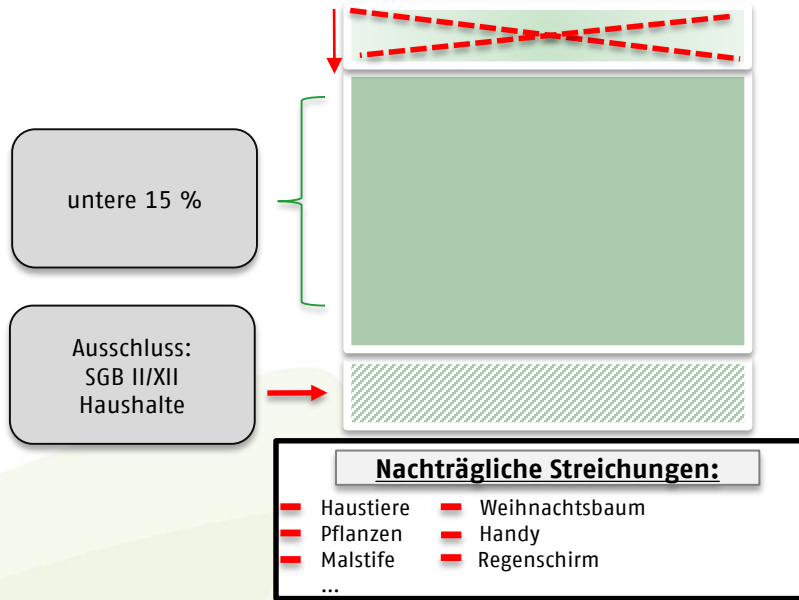 untere 15 %
Ausschluss:
SGB II/XII
Haushalte
Nachträgliche Streichungen:
Haustiere
Pflanzen
Malstife
...
Weihnachtsbaum
Handy
Regenschirm